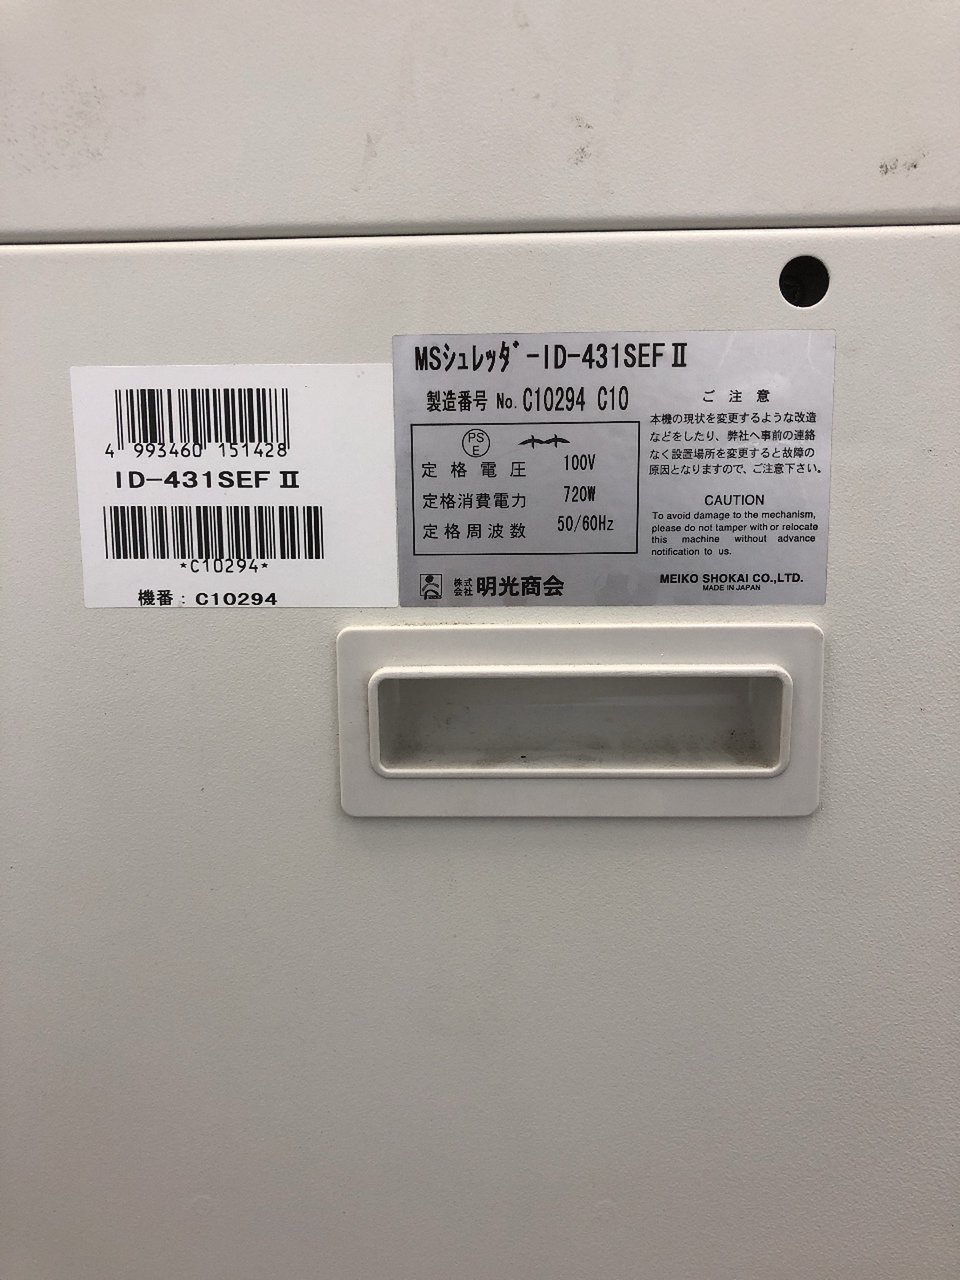 4 993460 151428
ID-431SEF Ⅱ
*C10294*
機番: C10294
MSシュレッダ゙-ID-431SEFⅡ
製造番号 No. C10294 C10
PS
E
定格電圧 100V
定格消費電力 720W
定格周波数 50/60Hz
株式会社 明光商会
ご注意
本機の現状を変更するような改造
などをしたり、弊社へ事前の連絡
なく設置場所を変更すると故障の
原因となりますので、ご注意下さい。
CAUTION
To avoid damage to the mechanism,
please do not tamper with or relocate
this machine without advance
notification to us.
MEIKO SHOKAI CO.,LTD.
MADE IN JAPAN